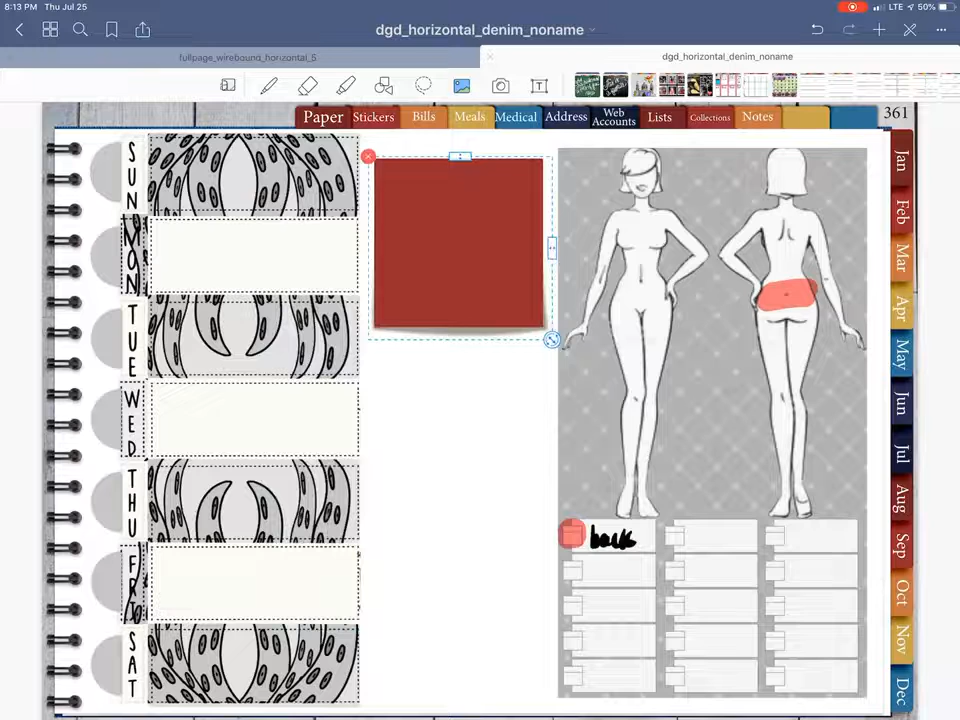 8:13 PM Thu Jul 25
LTE 50%
dgd_horizontal_denim_noname
fullpage_wirebound_horizontal_5
dgd_horizontal_denim_noname
Paper
Stickers
Bills
Meals
Medical
Address
Web Accounts
Lists
Collections
Notes
361
SUN
MON
TUE
WED
THU
FRI
SAT
back
Jan
Feb
Mar
Apr
May
Jun
Jul
Aug
Sep
Oct
Nov
Dec